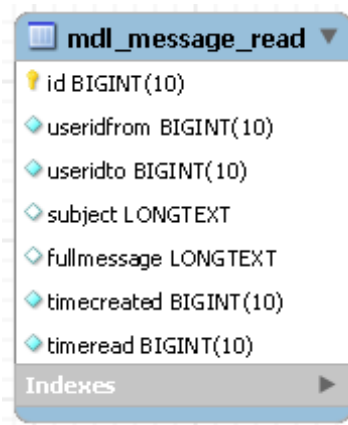 mdl_message_read
id BIGINT(10)
useridfrom BIGINT(10)
useridto BIGINT(10)
subject LONGTEXT
fullmessage LONGTEXT
timecreated BIGINT(10)
timeread BIGINT(10)
Indexes